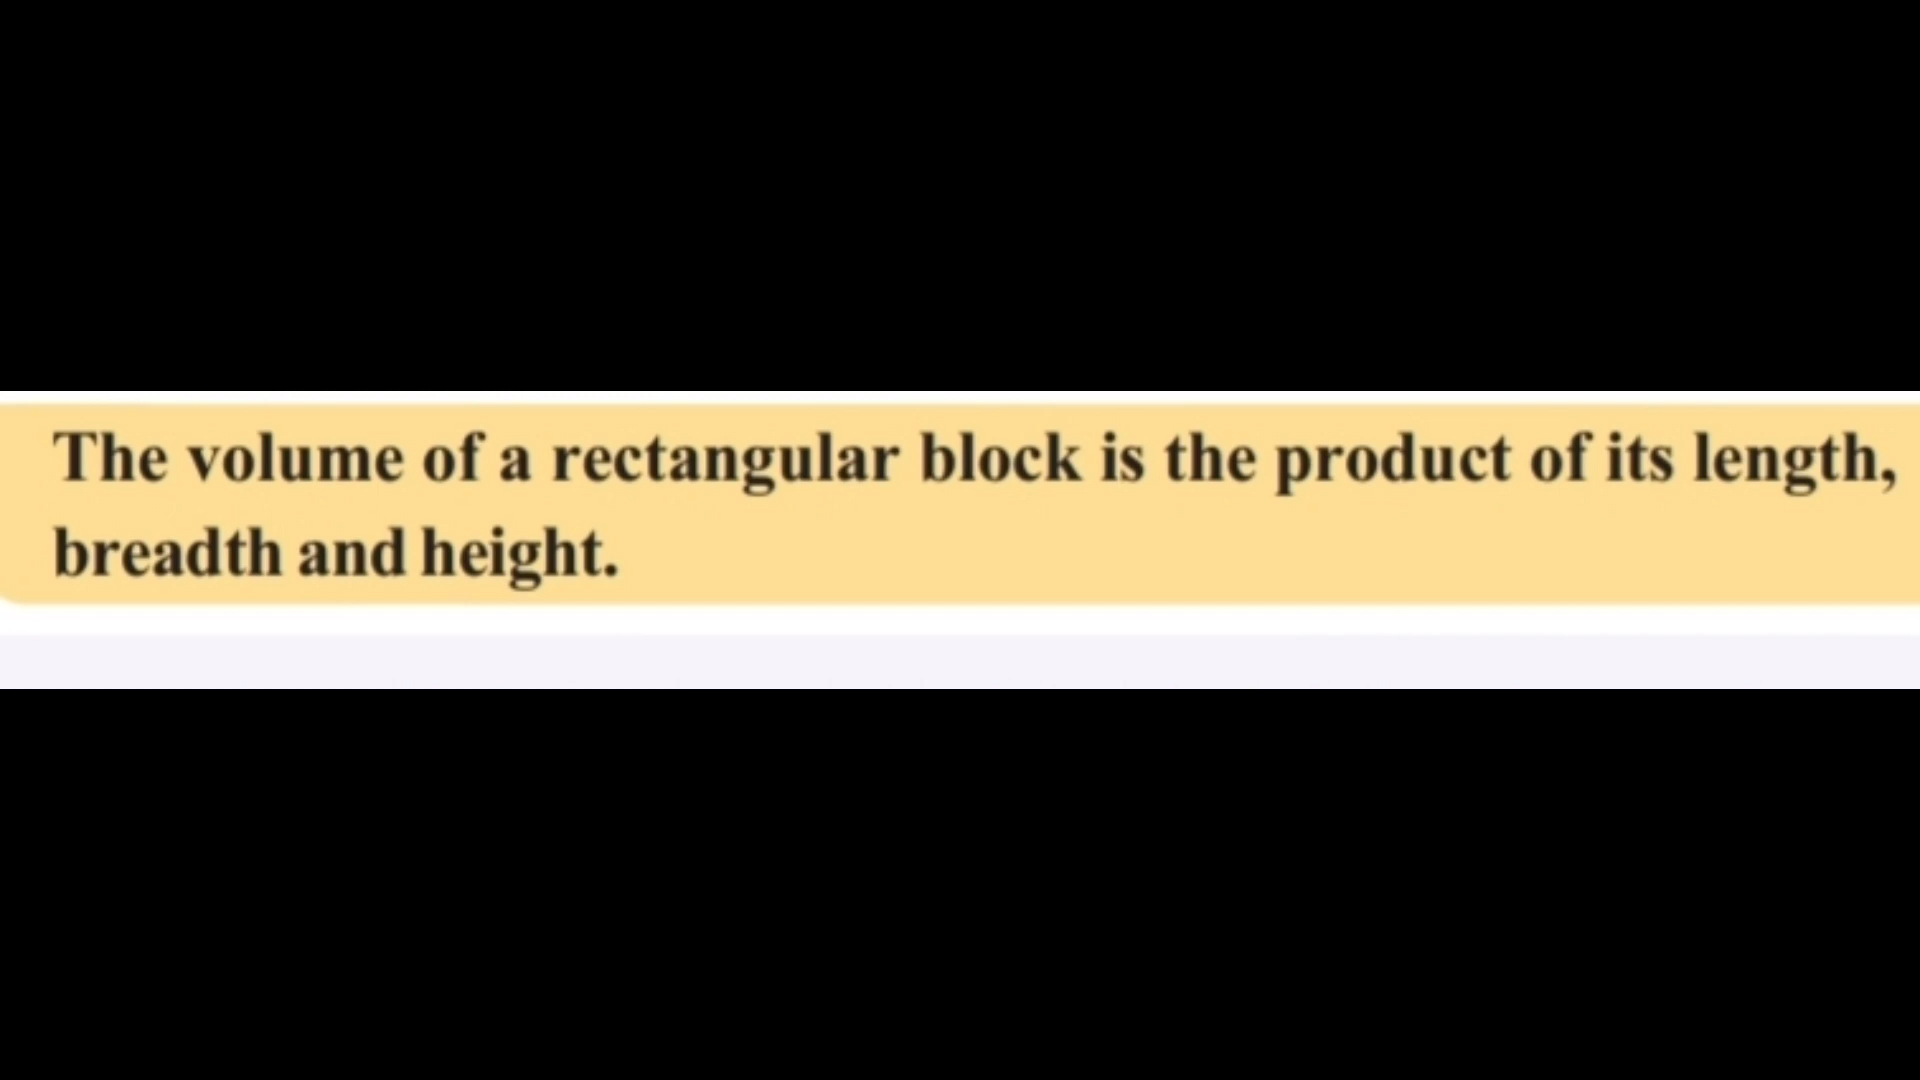 The volume of a rectangular block is the product of its length,
breadth and height.